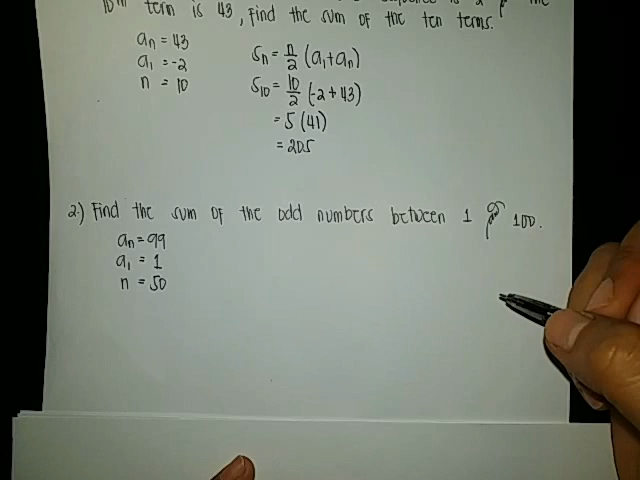 10th term is 43, find the sum of the ten terms.
an = 43
a1 = -2
n = 10
Sn = n/2 (a1 + an)
S10 = 10/2 (-2 + 43)
= 5 (41)
= 205
2.) Find the sum of the odd numbers between 1 & 100.
an = 99
a1 = 1
n = 50